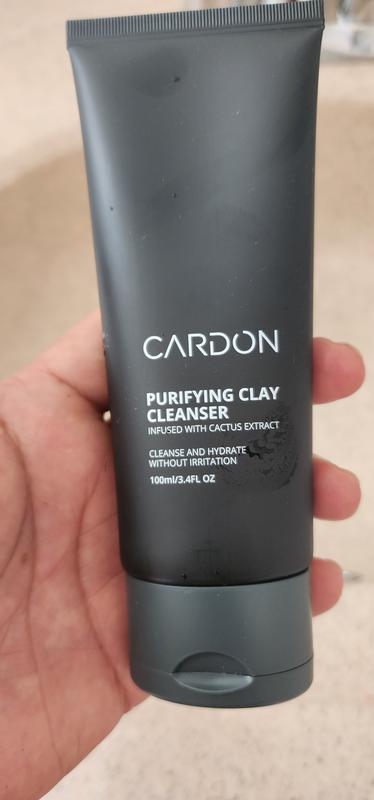 CARDON
PURIFYING CLAY
CLEANSER
INFUSED WITH CACTUS EXTRACT
CLEANSE AND HYDRATE
WITHOUT IRRITATION
100ml/3.4FL OZ